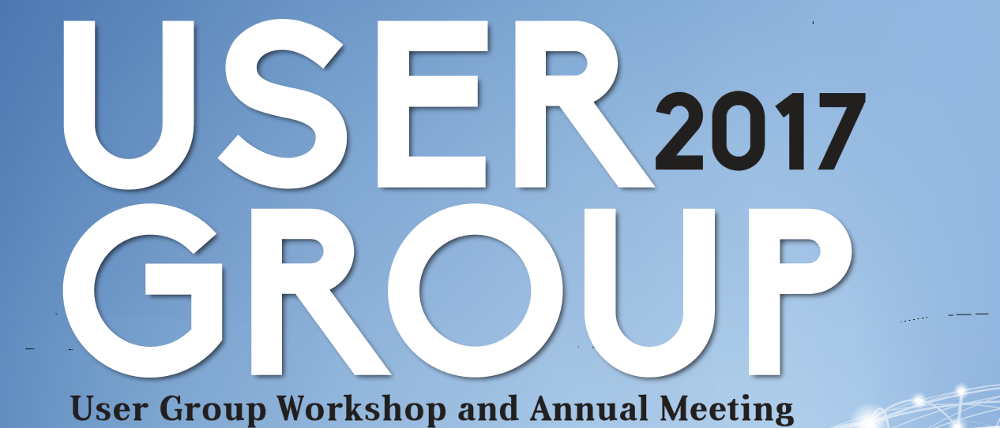 USER 2017
GROUP
User Group Workshop and Annual Meeting